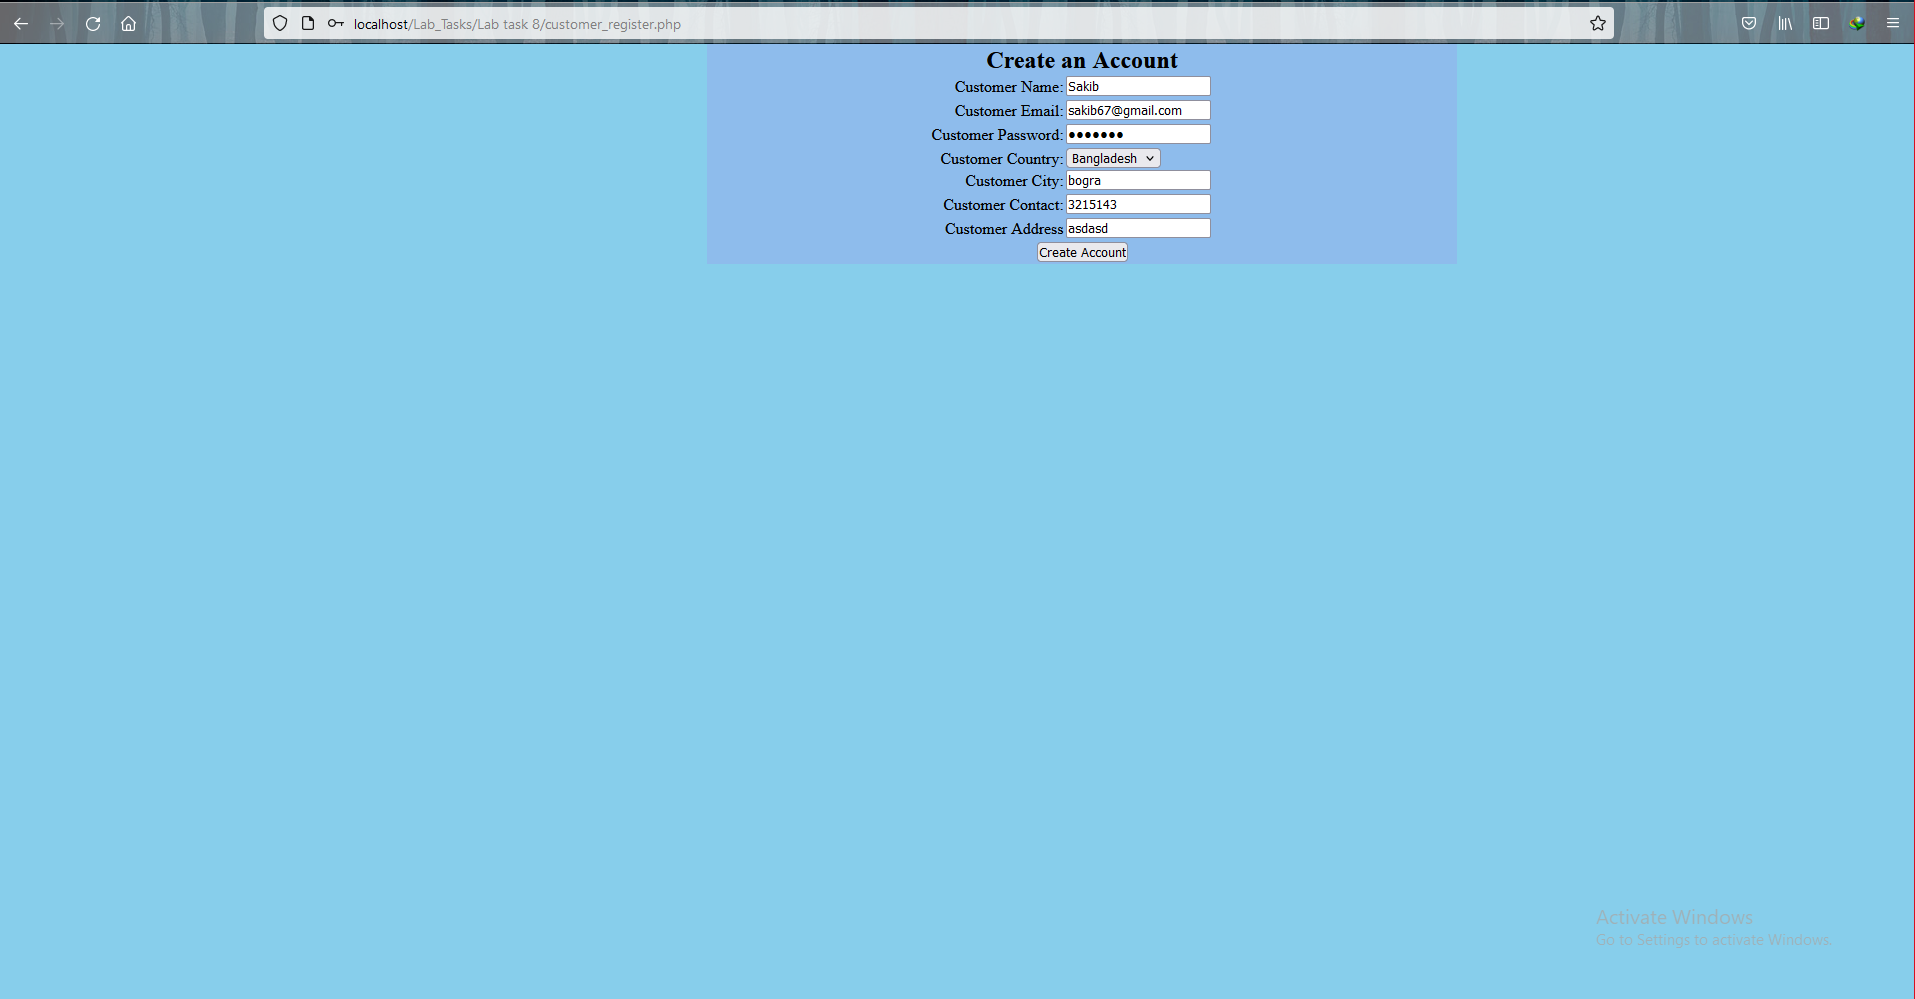 localhost/Lab_Tasks/Lab task 8/customer_register.php
Create an Account
Customer Name: Sakib
Customer Email: sakib67@gmail.com
Customer Password: ●●●●●●●
Customer Country: Bangladesh
Customer City: bogra
Customer Contact: 3215143
Customer Address asdasd
Create Account
Activate Windows
Go to Settings to activate Windows.